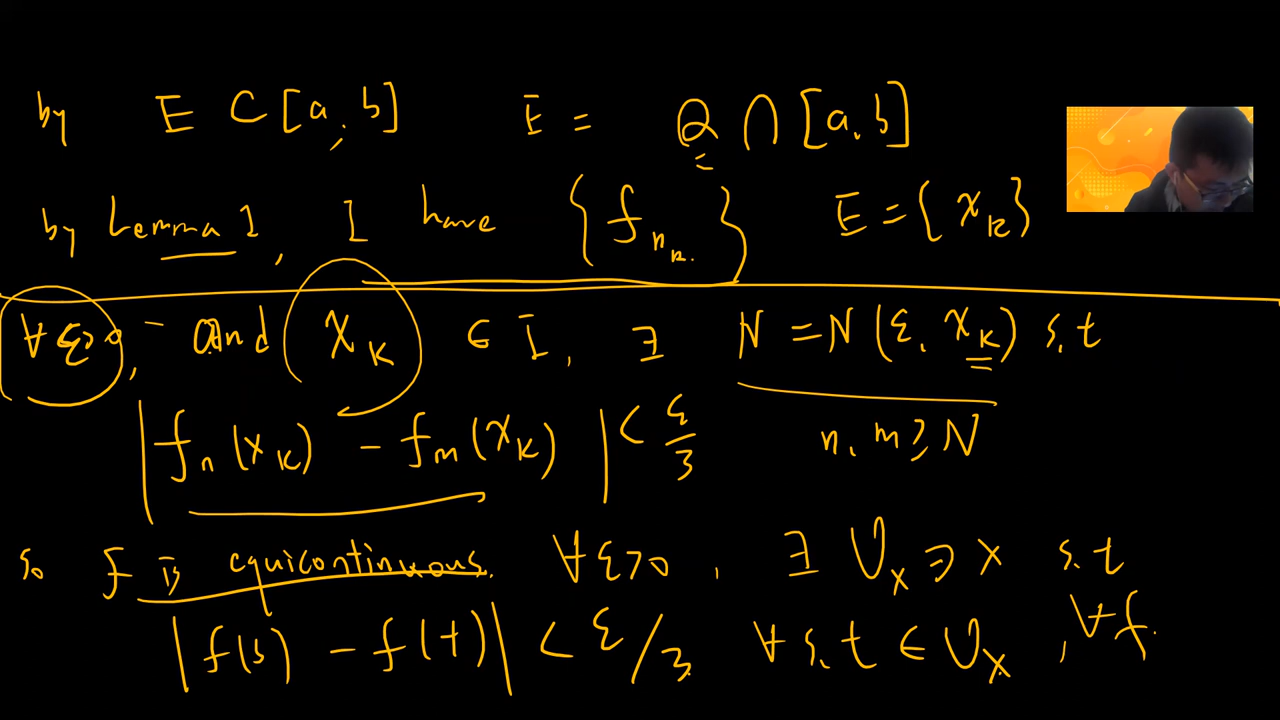 by E ⊂ [a, b] E = Q ∩ [a, b]
by Lemma 1, I have {f_{n_k}} E = {x_k}
∀ε>0, and x_k ∈ I, ∃ N = N(ε, x_k) s.t
|f_n(x_k) - f_m(x_k)| < ε/3 n, m ≥ N
So f is equicontinuous. ∀ε>0, ∃ U_x ∋ x s.t
|f(s) - f(t)| < ε/3 ∀ s, t ∈ U_x, ∀f.